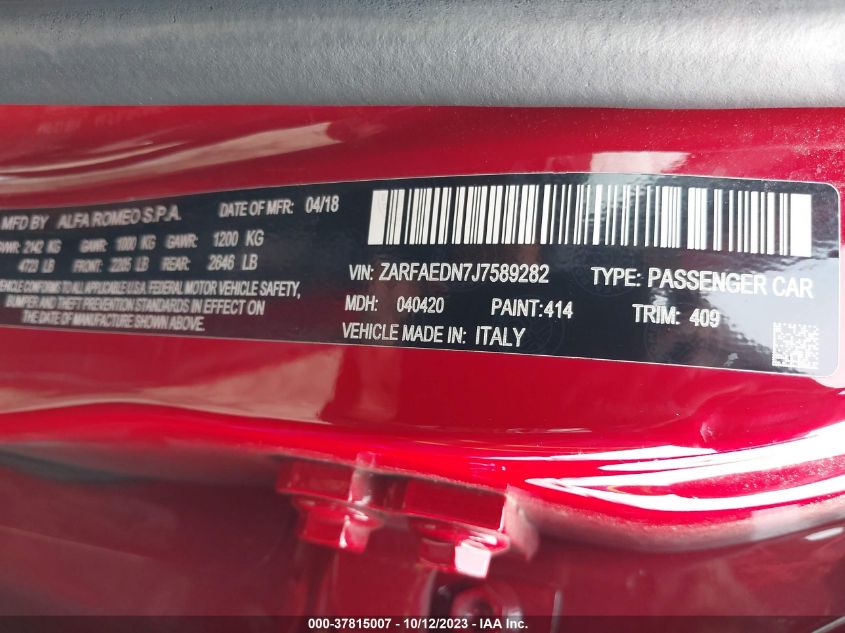 MFD BY ALFA ROMEO S.P.A. DATE OF MFR: 04/18
GVWR: 2142 KG GAWR: 1000 KG GAWR: 1200 KG
4723 LB FRONT: 2205 LB REAR: 2646 LB
VEHICLE CONFORMS TO ALL APPLICABLE U.S.A. FEDERAL MOTOR VEHICLE SAFETY,
BUMPER AND THEFT PREVENTION STANDARDS IN EFFECT ON
THE DATE OF MANUFACTURE SHOWN ABOVE.
VIN: ZARFAEDN7J7589282 TYPE: PASSENGER CAR
MDH: 040420 PAINT:414 TRIM: 409
VEHICLE MADE IN: ITALY
000-37815007 - 10/12/2023 - IAA Inc.